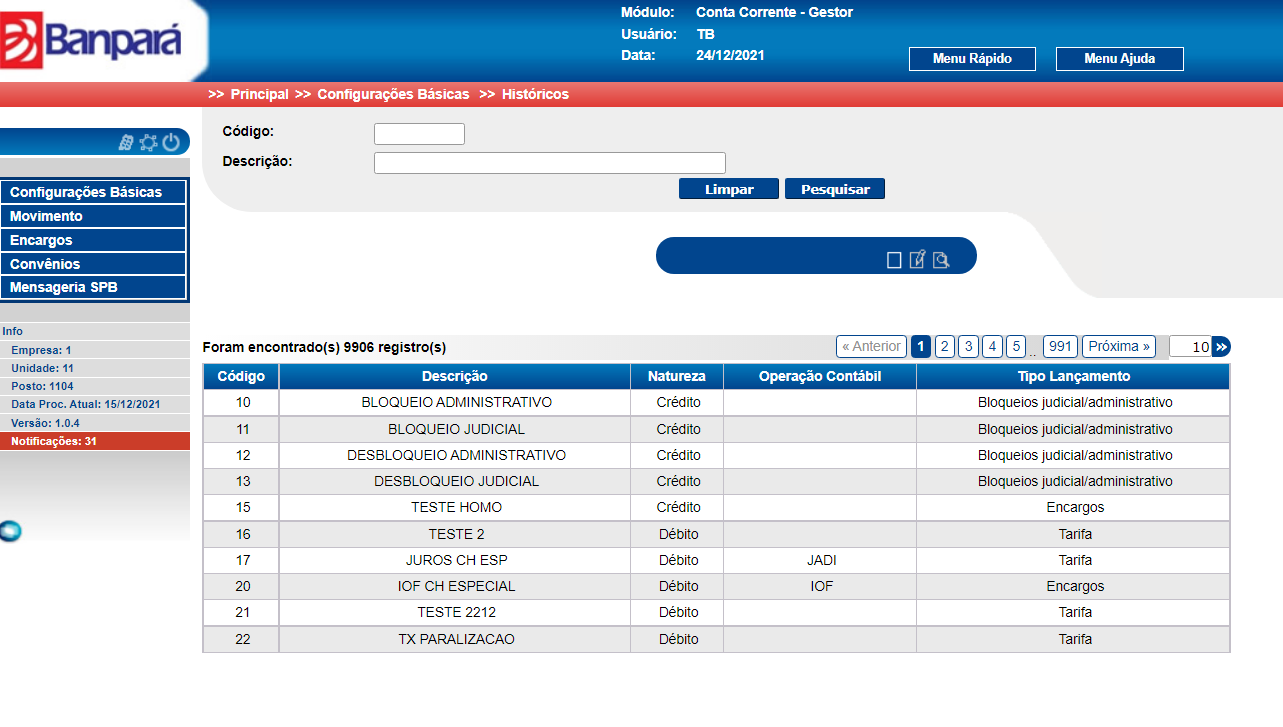 Banpará
Módulo: Conta Corrente - Gestor
Usuário: TB
Data: 24/12/2021
Menu Rápido Menu Ajuda
>> Principal >> Configurações Básicas >> Históricos
Configurações Básicas
Movimento
Encargos
Convênios
Mensageria SPB
Info
Empresa: 1
Unidade: 11
Posto: 1104
Data Proc. Atual: 15/12/2021
Versão: 1.0.4
Notificações: 31
Código:
Descrição:
Limpar Pesquisar
Foram encontrado(s) 9906 registro(s) « Anterior 1 2 3 4 5 .. 991 Próxima » 10 »
Código Descrição Natureza Operação Contábil Tipo Lançamento
10 BLOQUEIO ADMINISTRATIVO Crédito Bloqueios judicial/administrativo
11 BLOQUEIO JUDICIAL Crédito Bloqueios judicial/administrativo
12 DESBLOQUEIO ADMINISTRATIVO Crédito Bloqueios judicial/administrativo
13 DESBLOQUEIO JUDICIAL Crédito Bloqueios judicial/administrativo
15 TESTE HOMO Crédito Encargos
16 TESTE 2 Débito Tarifa
17 JUROS CH ESP Débito JADI Tarifa
20 IOF CH ESPECIAL Débito IOF Encargos
21 TESTE 2212 Débito Tarifa
22 TX PARALIZACAO Débito Tarifa